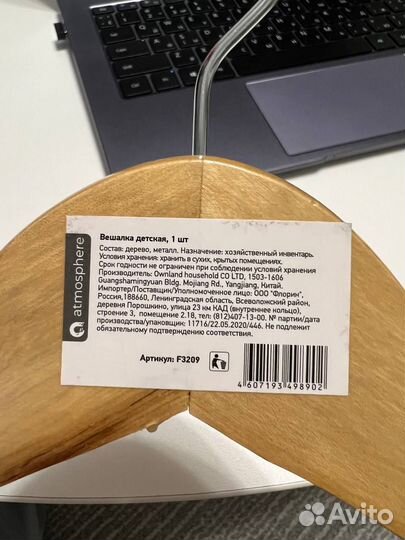 atmosphere
Вешалка детская, 1 шт
Состав: дерево, металл. Назначение: хозяйственный инвентарь.
Условия хранения: хранить в сухих, крытых помещениях.
Срок годности не ограничен при соблюдении условий хранения
Производитель: Ownland household CO LTD, 1503-1606
Guangshamingyuan Bldg. Mojiang Rd., Yangjiang, Китай.
Импортер/Поставщик/Уполномоченное лицо: ООО "Флорин",
Россия,188660, Ленинградская область, Всеволожский район,
деревня Порошкино, улица 23 км КАД (внутреннее кольцо),
строение 3, помещение 2.18, тел: (812)407-13-00. № партии/дата
производства/упаковщик: 11716/22.05.2020/446. Не подлежит
обязательному подтверждению соответствия.
Артикул: F3209
4607193498902
Avito